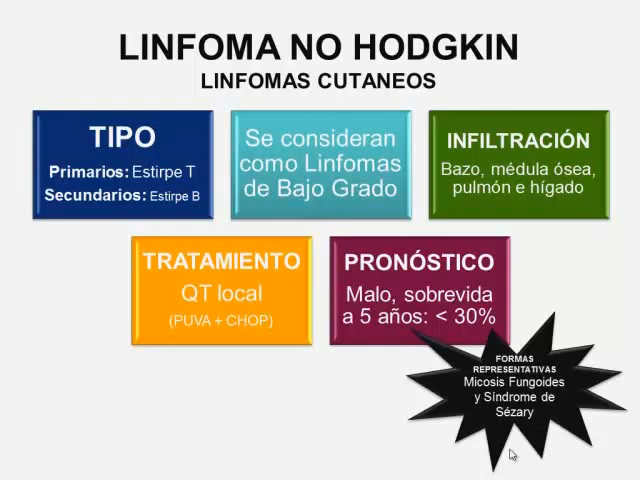 LINFOMA NO HODGKIN
LINFOMAS CUTANEOS
TIPO
Primarios: Estirpe T
Secundarios: Estirpe B
Se consideran
como Linfomas
de Bajo Grado
INFILTRACIÓN
Bazo, médula ósea,
pulmón e hígado
TRATAMIENTO
QT local
(PUVA + CHOP)
PRONÓSTICO
Malo, sobrevida
a 5 años: < 30%
FORMAS
REPRESENTATIVAS
Micosis Fungoides
y Síndrome de
Sézary